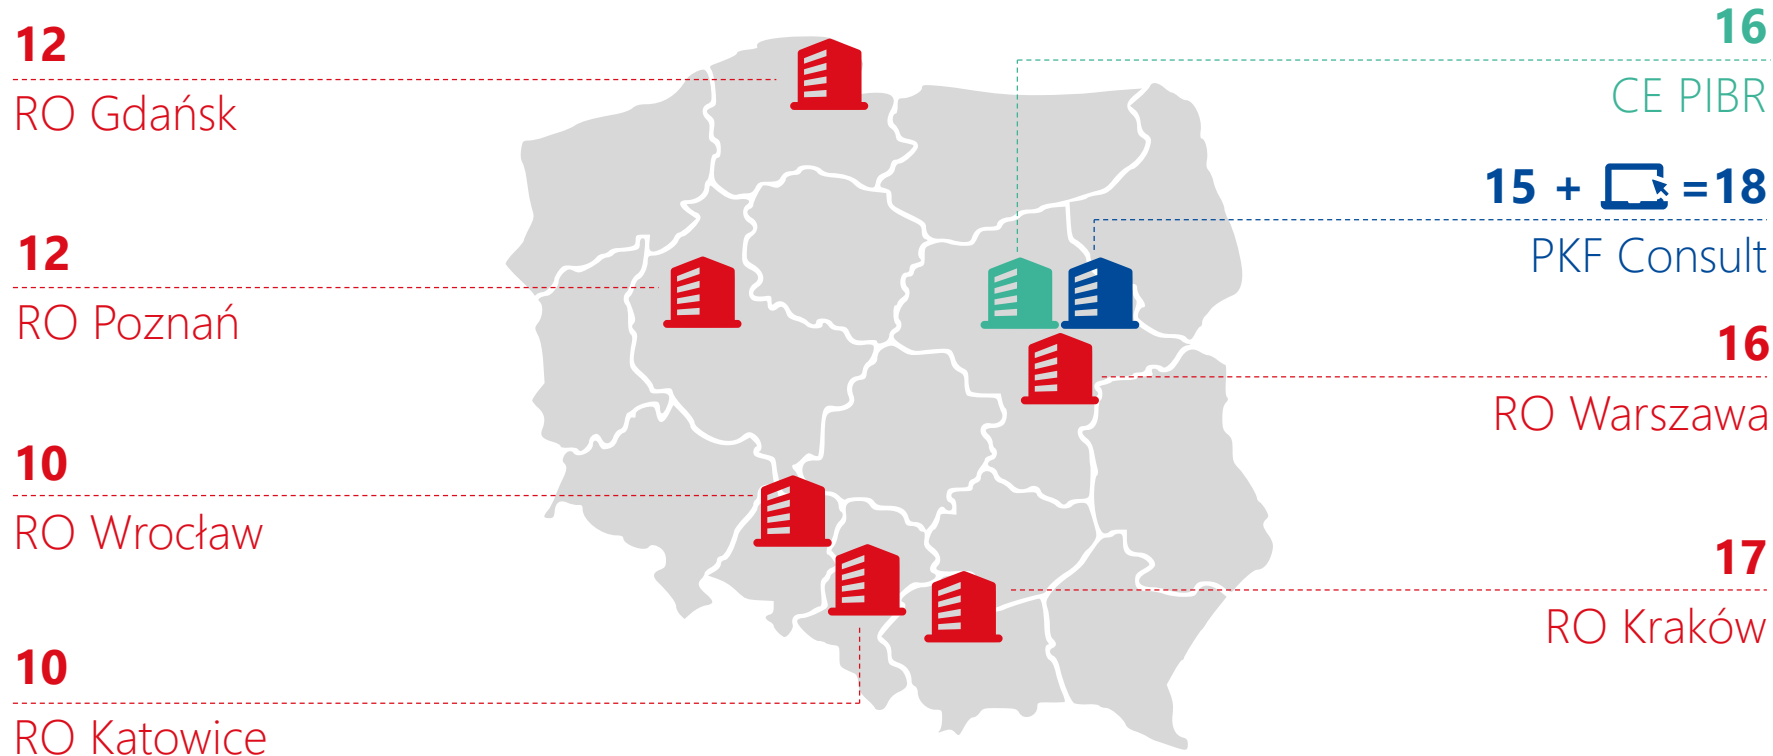 12
RO Gdańsk
12
RO Poznań
10
RO Wrocław
10
RO Katowice
16
CE PIBR
15 + = 18
PKF Consult
16
RO Warszawa
17
RO Kraków